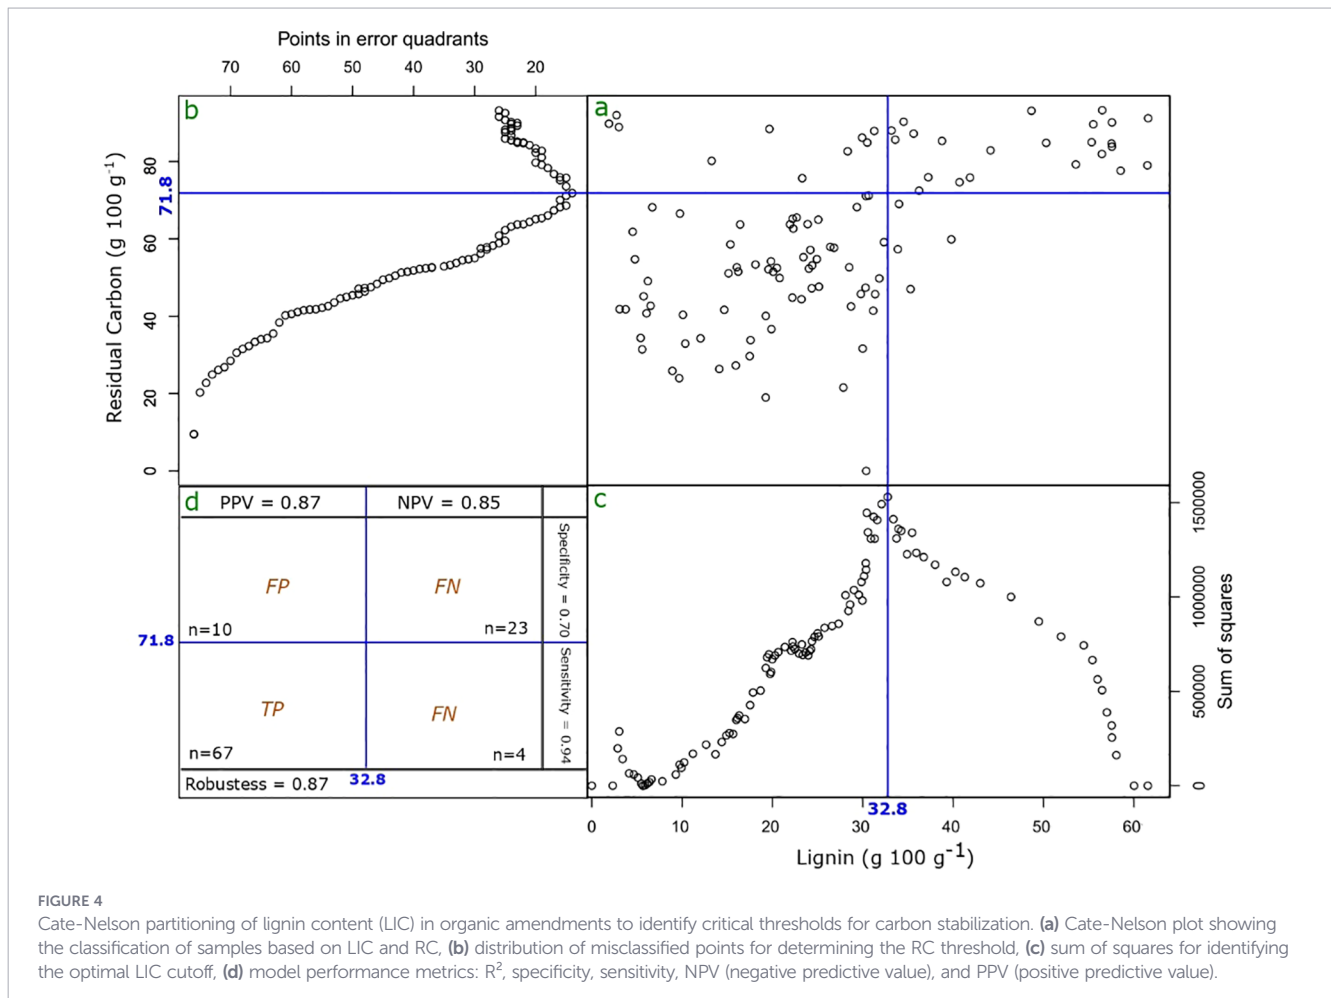 Points in error quadrants
70 60 50 40 30 20
b
a
Residual Carbon (g 100 g-1)
80
71.8
60
40
20
0
d
PPV = 0.87
NPV = 0.85
c
FP
FN
n=10
n=23
71.8
Specificity = 0.70
Sensitivity = 0.94
TP
FN
n=67
n=4
Robustess = 0.87
32.8
1500000
1000000
500000
0
Sum of squares
32.8
0 10 20 30 40 50 60
Lignin (g 100 g-1)
FIGURE 4
Cate-Nelson partitioning of lignin content (LIC) in organic amendments to identify critical thresholds for carbon stabilization. (a) Cate-Nelson plot showing
the classification of samples based on LIC and RC, (b) distribution of misclassified points for determining the RC threshold, (c) sum of squares for identifying
the optimal LIC cutoff, (d) model performance metrics: R², specificity, sensitivity, NPV (negative predictive value), and PPV (positive predictive value).